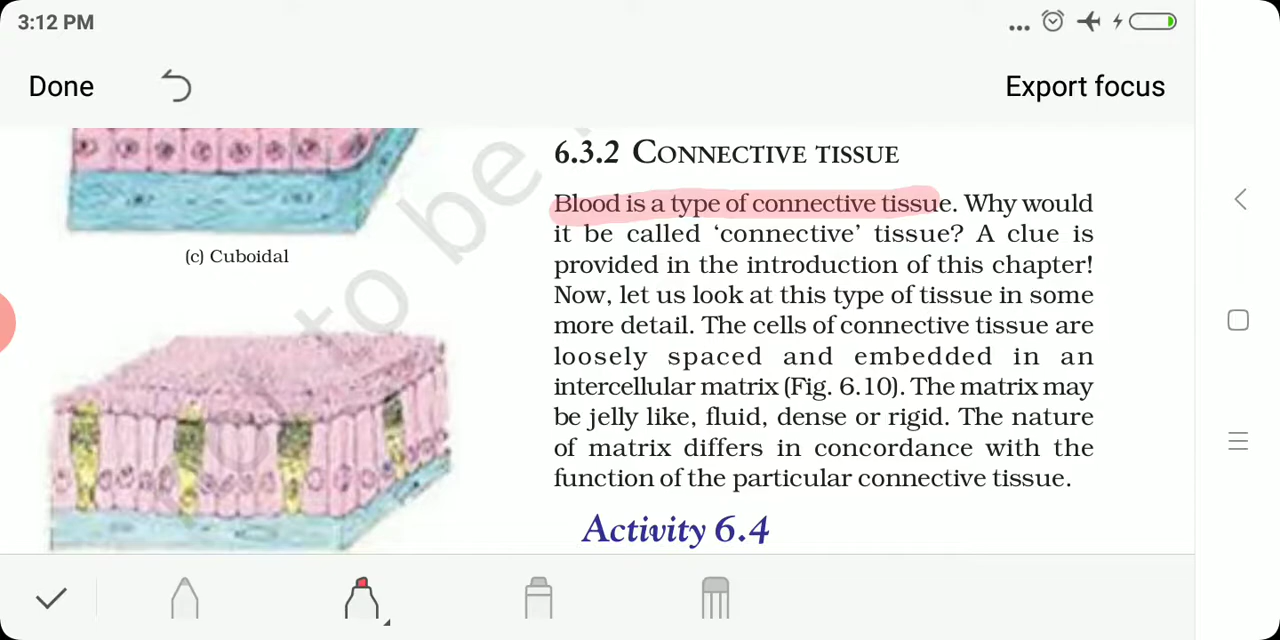 3:12 PM
Done
Export focus
(c) Cuboidal
to be
6.3.2 CONNECTIVE TISSUE
Blood is a type of connective tissue. Why would
it be called ‘connective’ tissue? A clue is
provided in the introduction of this chapter!
Now, let us look at this type of tissue in some
more detail. The cells of connective tissue are
loosely spaced and embedded in an
intercellular matrix (Fig. 6.10). The matrix may
be jelly like, fluid, dense or rigid. The nature
of matrix differs in concordance with the
function of the particular connective tissue.
Activity 6.4